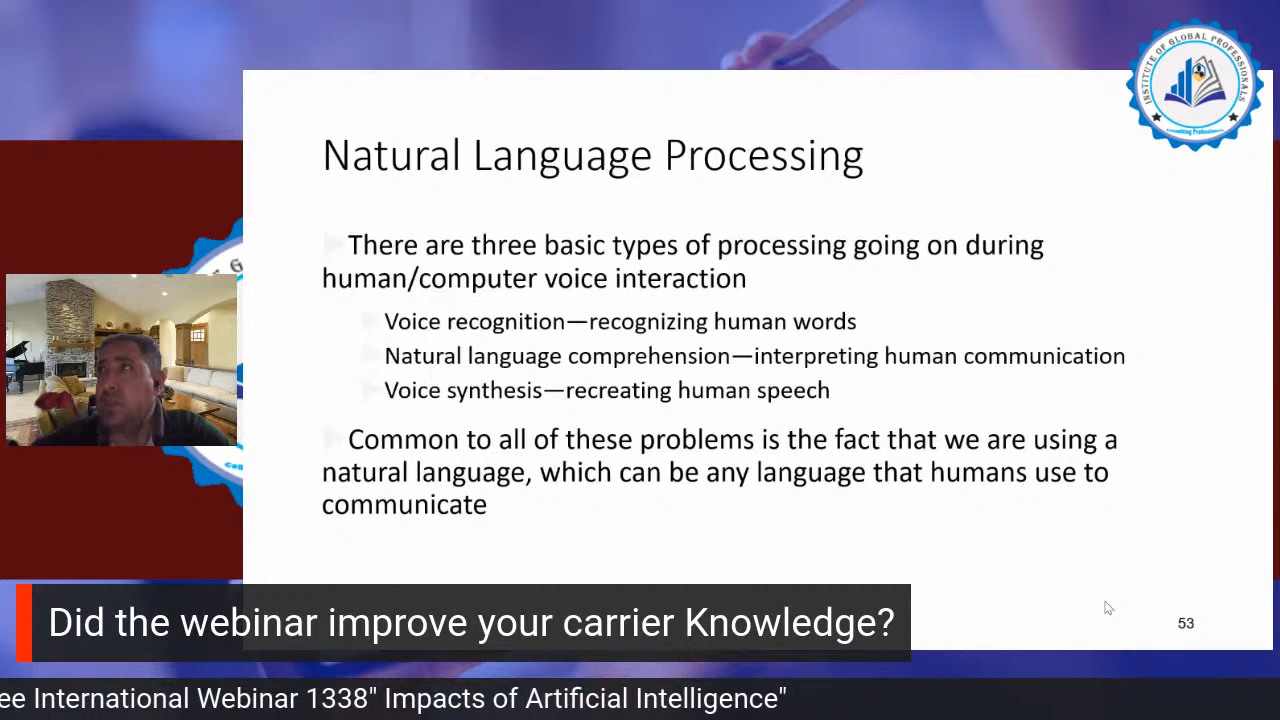 INSTITUTE OF GLOBAL PROFESSIONALS
Consulting Professionals
Natural Language Processing
There are three basic types of processing going on during
human/computer voice interaction
Voice recognition—recognizing human words
Natural language comprehension—interpreting human communication
Voice synthesis—recreating human speech
Common to all of these problems is the fact that we are using a
natural language, which can be any language that humans use to
communicate
53
Did the webinar improve your carrier Knowledge?
ee International Webinar 1338" Impacts of Artificial Intelligence"